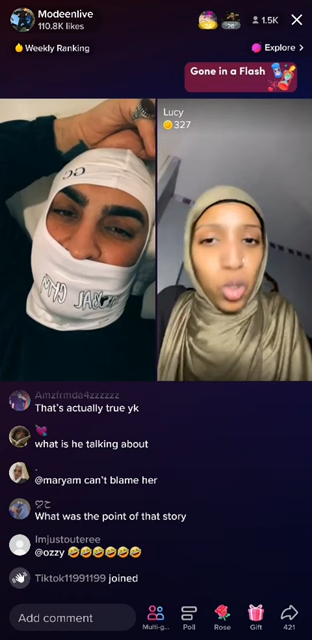 Modeenlive
110.8K likes
1.5K
Weekly Ranking
Explore >
Gone in a Flash
Lucy
327
Amzfrmda4zzzzzz
That's actually true yk
what is he talking about
.
@maryam can't blame her
What was the point of that story
Imjustouteree
@ozzy 🤣🤣🤣🤣🤣🤣
Tiktok11991199 joined
Add comment
Multi-g...
Poll
Rose
Gift
421